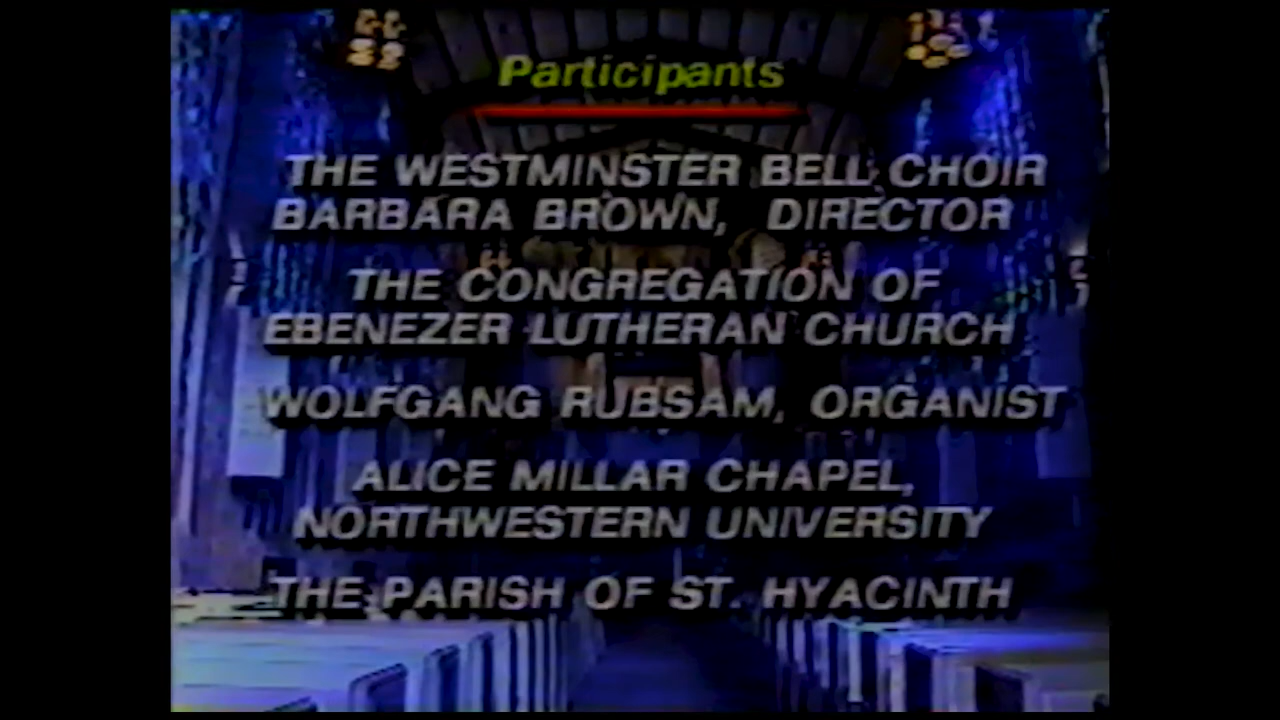 Participants
THE WESTMINSTER BELL CHOIR
BARBARA BROWN, DIRECTOR
THE CONGREGATION OF
EBENEZER LUTHERAN CHURCH
WOLFGANG RUBSAM, ORGANIST
ALICE MILLAR CHAPEL,
NORTHWESTERN UNIVERSITY
THE PARISH OF ST. HYACINTH